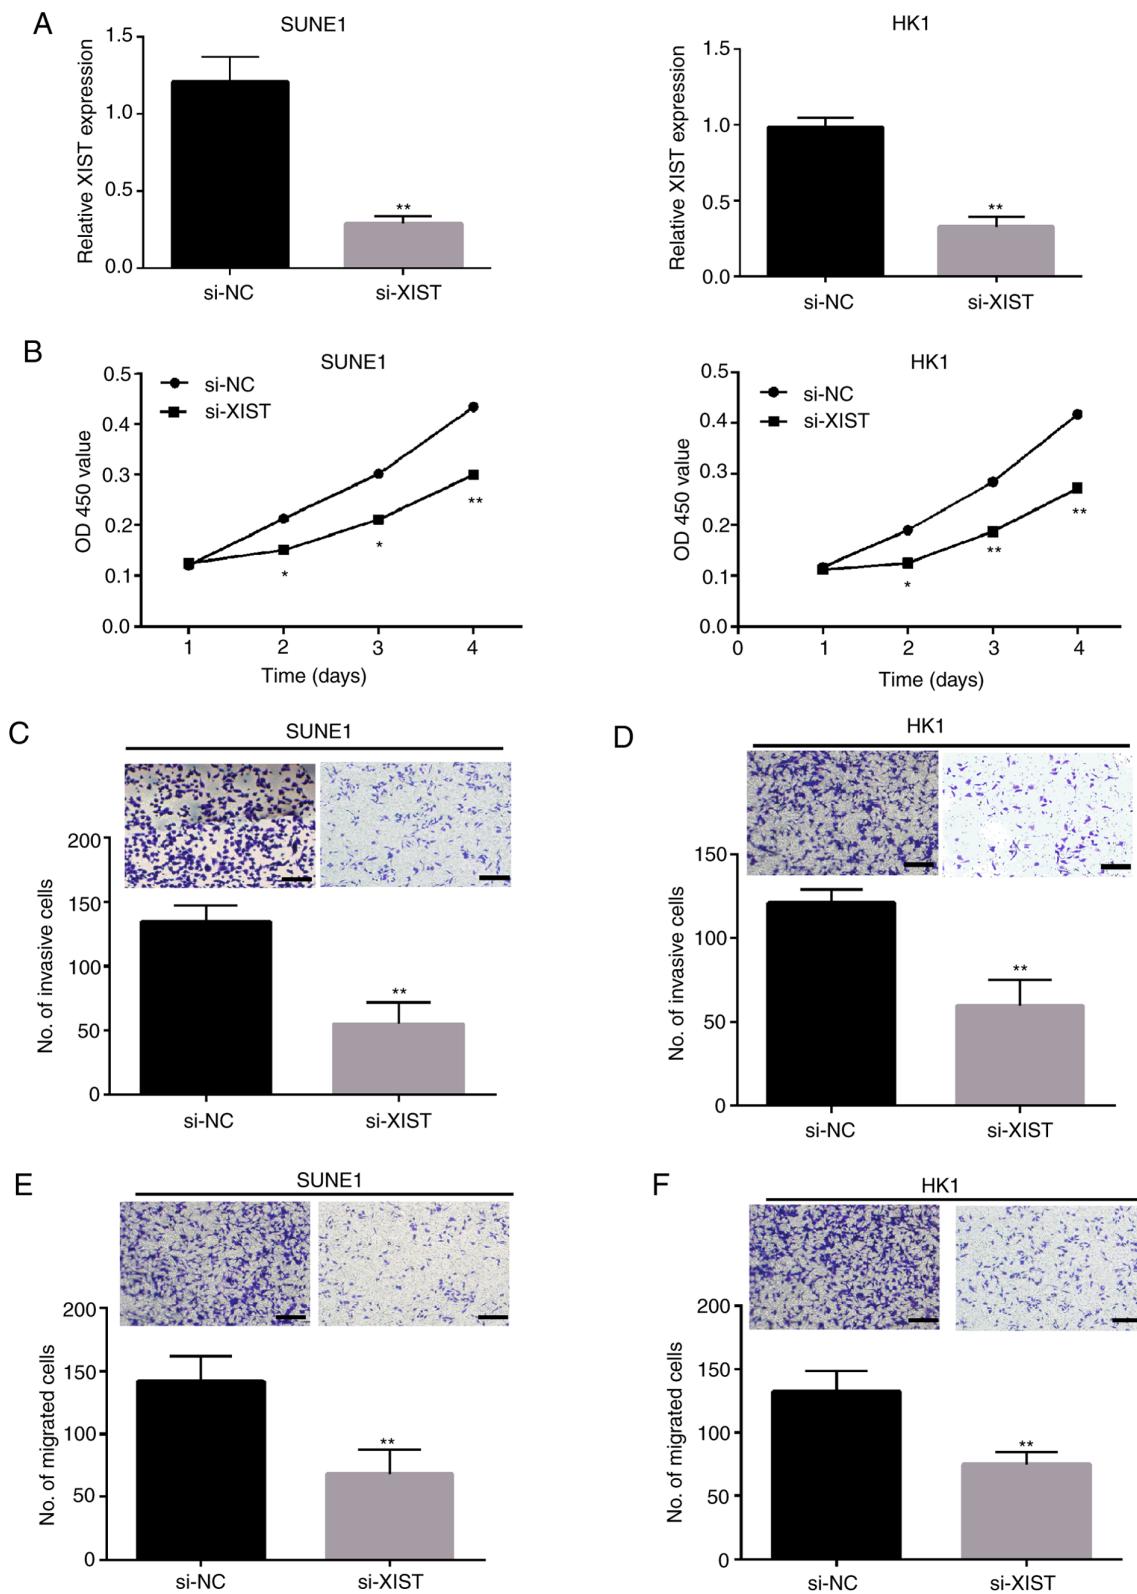 A
SUNE1
Relative XIST expression
1.5
1.0
0.5
0.0
**
si-NC
si-XIST
HK1
Relative XIST expression
1.5
1.0
0.5
0.0
**
si-NC
si-XIST
B
SUNE1
OD 450 value
0.5
0.4
0.3
0.2
0.1
0.0
si-NC
si-XIST
*
*
**
1 2 3 4
Time (days)
HK1
OD 450 value
0.5
0.4
0.3
0.2
0.1
0.0
si-NC
si-XIST
*
**
**
0 1 2 3 4
Time (days)
C
SUNE1
No. of invasive cells
200
150
100
50
0
**
si-NC
si-XIST
D
HK1
No. of invasive cells
150
100
50
0
**
si-NC
si-XIST
E
SUNE1
No. of migrated cells
200
150
100
50
0
**
si-NC
si-XIST
F
HK1
No. of migrated cells
200
150
100
50
0
**
si-NC
si-XIST